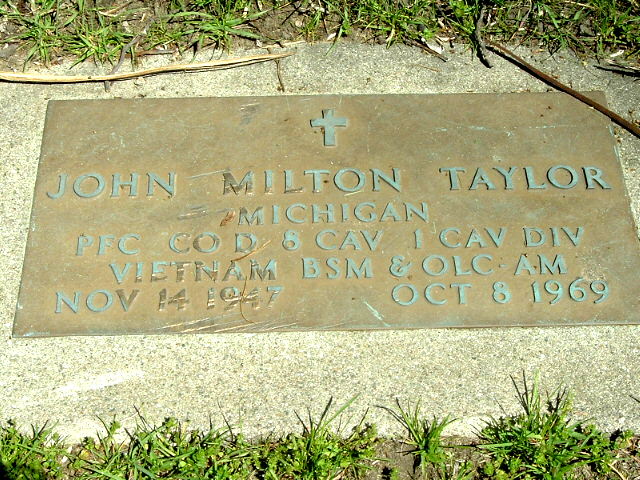 JOHN MILTON TAYLOR
MICHIGAN
PFC CO D 8 CAV 1 CAV DIV
VIETNAM BSM & OLC - AM
NOV 14 1947 OCT 8 1969